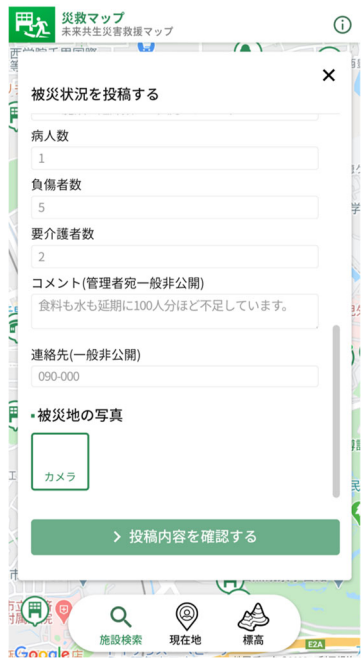 災救マップ
未来共生災害救援マップ
被災状況を投稿する
病人数
1
負傷者数
5
要介護者数
2
コメント(管理者宛一般非公開)
食料も水も延期に100人分ほど不足しています。
連絡先(一般非公開)
090-000
被災地の写真
カメラ
> 投稿内容を確認する
施設検索
現在地
標高
E2A
Google